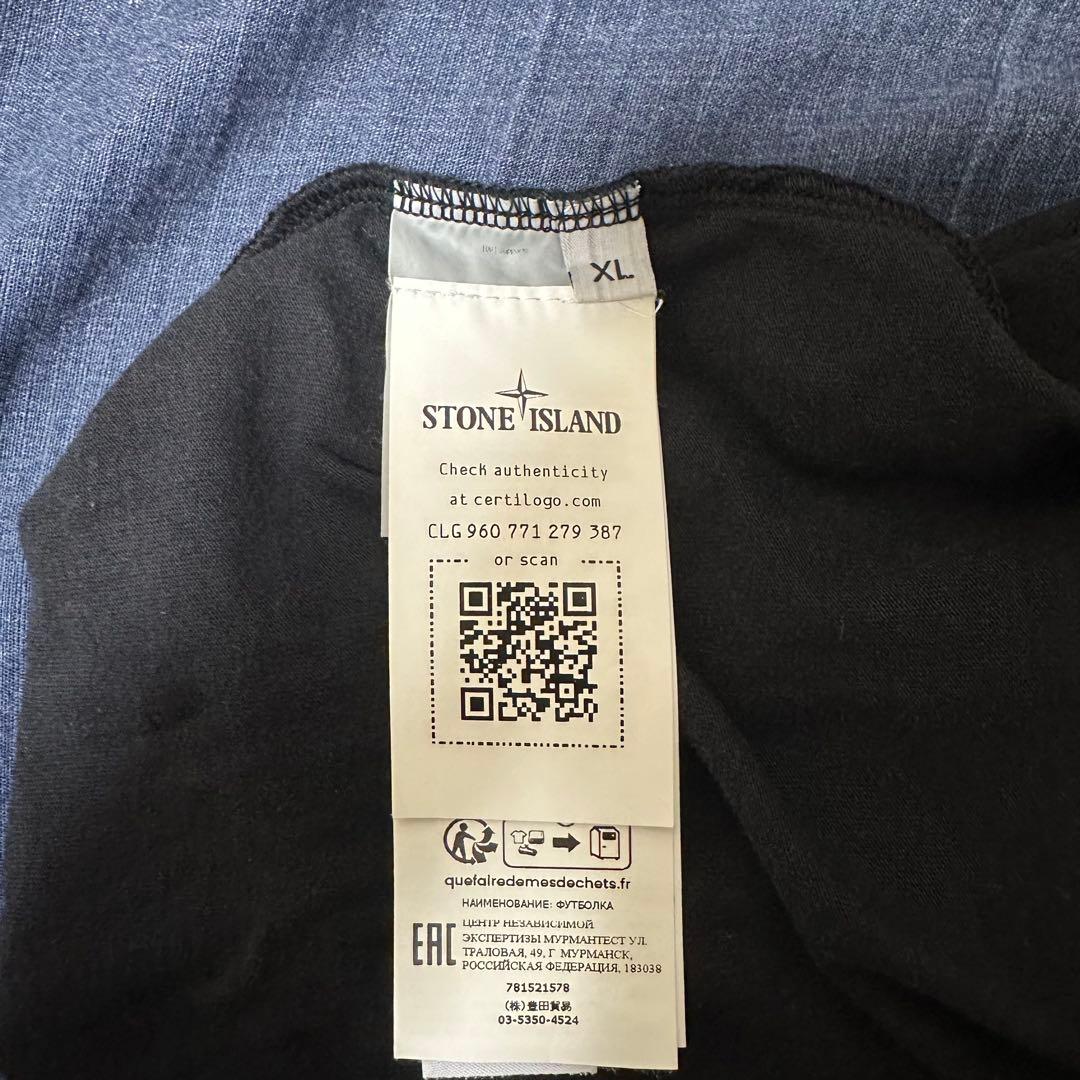 XL
STONE ISLAND
Check authenticity
at certilogo.com
CLG 960 771 279 387
or scan
quefairedemesdechets.fr
НАИМЕНОВАНИЕ: ФУТБОЛКА
EAC
ЦЕНТР НЕЗАВИСИМОЙ
ЭКСПЕРТИЗЫ МУРМАНТЕСТ УЛ.
ТРАЛОВАЯ, 49, Г. МУРМАНСК,
РОССИЙСКАЯ ФЕДЕРАЦИЯ, 183038
781521578
(株)豊田貿易
03-5350-4524